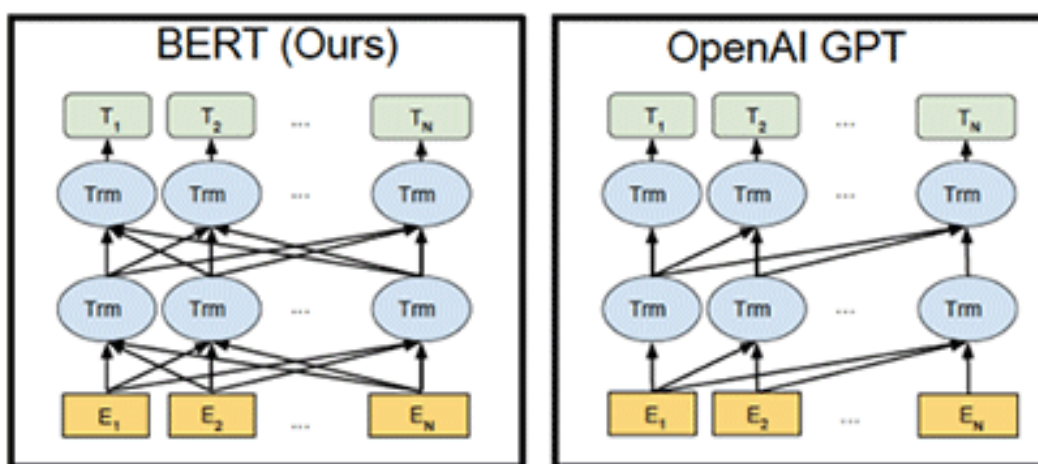 BERT (Ours)
T1 T2 ... TN
Trm Trm ... Trm
Trm Trm ... Trm
E1 E2 ... EN
OpenAI GPT
T1 T2 ... TN
Trm Trm ... Trm
Trm Trm ... Trm
E1 E2 ... EN